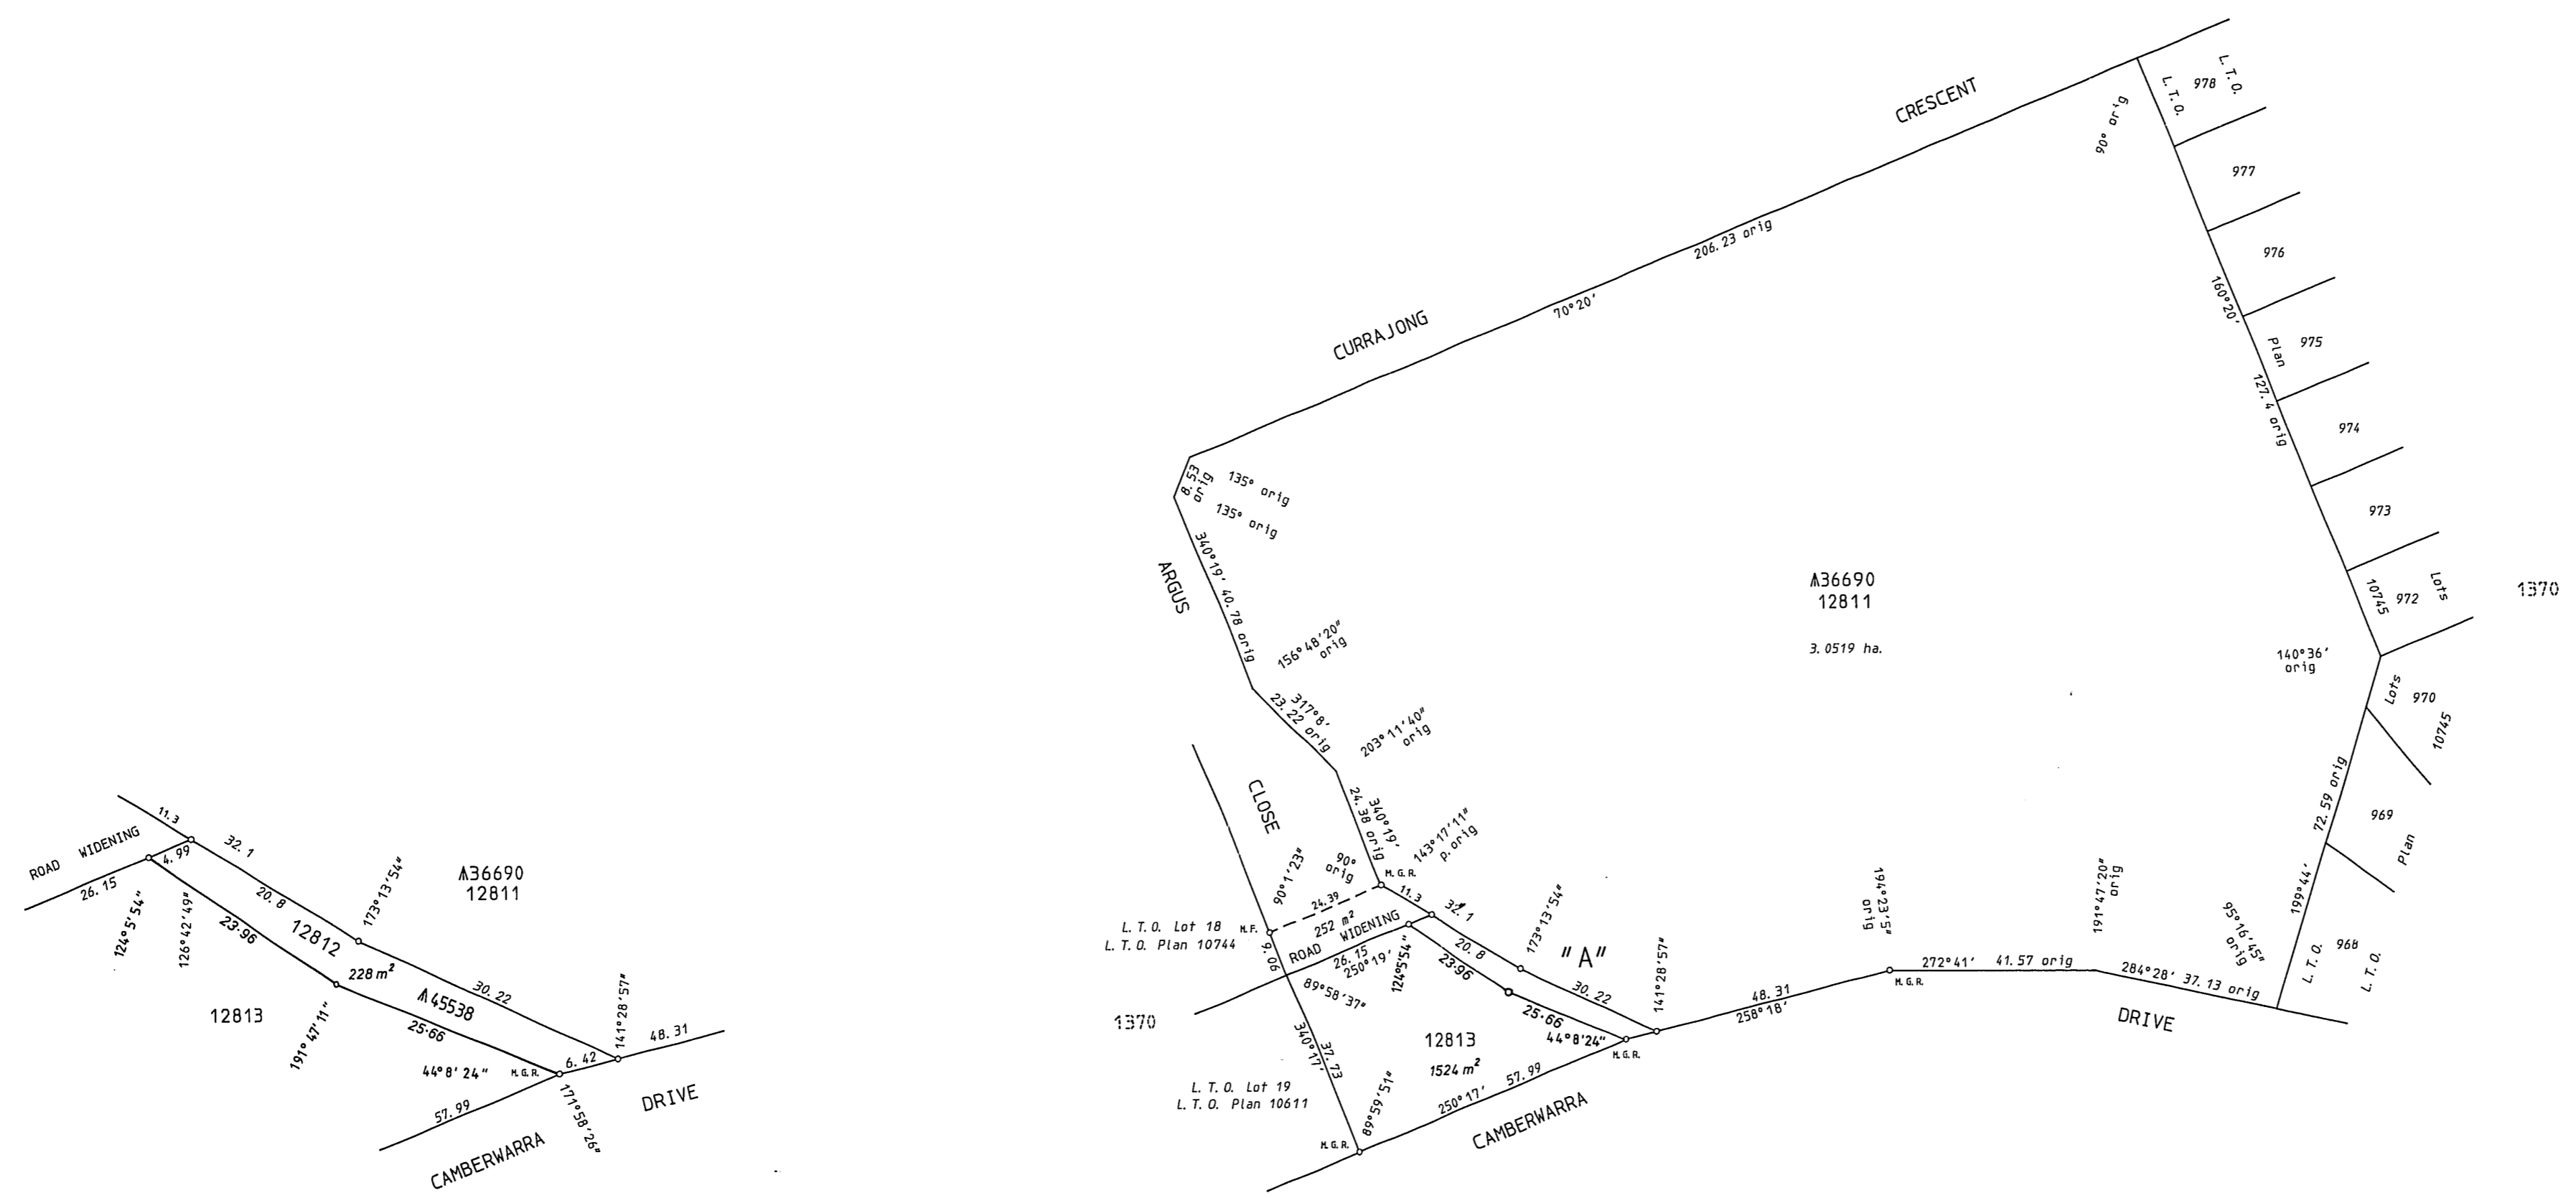 11.3
ROAD WIDENING
4.99
26.15
32.1
20.8
173°13'54"
⩚36690
12811
124°5'54"
126°42'49"
23.96
12812
228 m²
⩚45538
30.22
12813
191°47'11"
25.66
44°8'24"
M.G.R.
6.42
141°28'57"
48.31
171°58'26"
57.99
CAMBERWARRA
DRIVE
CURRAJONG
CRESCENT
70°20'
206.23 orig
90° orig
L.T.O.
978
L.T.O.
977
976
160°20'
Plan
975
127.4 orig
974
973
10745
972
Lots
1370
8.53
orig
135° orig
135° orig
ARGUS
340°19' 40.78 orig
156°48'20"
orig
317°8'
23.22 orig
203°11'40"
orig
340°19'
24.38 orig
143°17'11"
p.orig
CLOSE
⩚36690
12811
3.0519 ha.
140°36'
orig
Lots
970
10745
72.59 orig
969
Plan
199°44'
L.T.O.
968
L.T.O.
90°1'23"
90°
orig
M.G.R.
24.39
11.3
32.1
L.T.O. Lot 18
L.T.O. Plan 10744
M.F.
252 m²
ROAD WIDENING
9.06
26.15
250°19'
124°5'54"
20.8
23.96
173°13'54"
"A"
30.22
141°28'57"
89°58'37"
1370
25.66
44°8'24"
M.G.R.
12813
1524 m²
340°17'
37.73
L.T.O. Lot 19
L.T.O. Plan 10611
M.G.R.
89°59'51"
250°17'
57.99
CAMBERWARRA
48.31
258°18'
194°23'5"
orig
M.G.R.
272°41' 41.57 orig
191°47'20"
orig
284°28' 37.13 orig
95°16'45"
orig
DRIVE